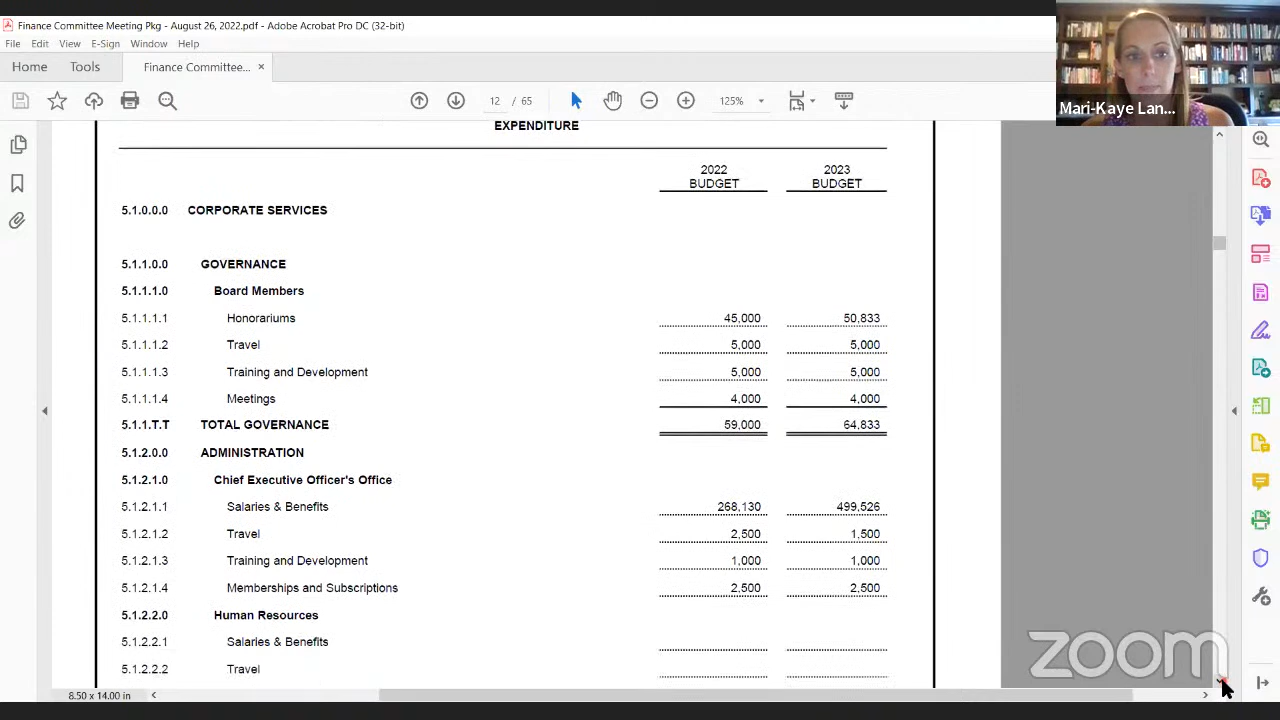 Finance Committee Meeting Pkg - August 26, 2022.pdf - Adobe Acrobat Pro DC (32-bit)
File Edit View E-Sign Window Help
Home Tools Finance Committee... ×
12 / 65 125%
Mari-Kaye Lan...
EXPENDITURE
2022 2023
BUDGET BUDGET
5.1.0.0.0 CORPORATE SERVICES
5.1.1.0.0 GOVERNANCE
5.1.1.1.0 Board Members
5.1.1.1.1 Honorariums 45,000 50,833
5.1.1.1.2 Travel 5,000 5,000
5.1.1.1.3 Training and Development 5,000 5,000
5.1.1.1.4 Meetings 4,000 4,000
5.1.1.T.T TOTAL GOVERNANCE 59,000 64,833
5.1.2.0.0 ADMINISTRATION
5.1.2.1.0 Chief Executive Officer's Office
5.1.2.1.1 Salaries & Benefits 268,130 499,526
5.1.2.1.2 Travel 2,500 1,500
5.1.2.1.3 Training and Development 1,000 1,000
5.1.2.1.4 Memberships and Subscriptions 2,500 2,500
5.1.2.2.0 Human Resources
5.1.2.2.1 Salaries & Benefits
5.1.2.2.2 Travel
zoom
8.50 x 14.00 in